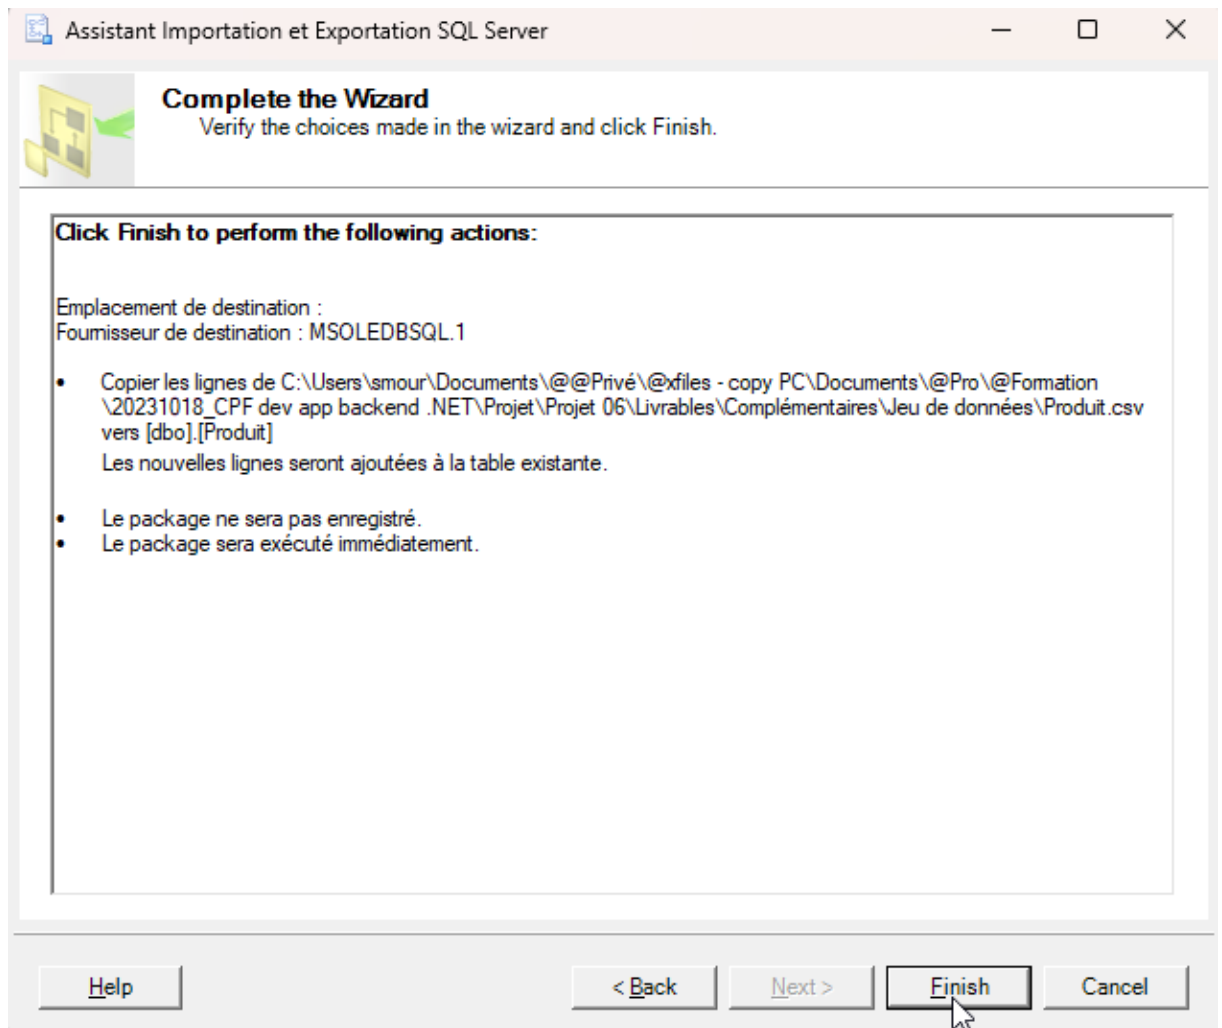 Assistant Importation et Exportation SQL Server
Complete the Wizard
Verify the choices made in the wizard and click Finish.
Click Finish to perform the following actions:
Emplacement de destination :
Fournisseur de destination : MSOLEDBSQL.1
• Copier les lignes de C:\Users\smour\Documents\@@Privé\@xfiles - copy PC\Documents\@Pro\@Formation
\20231018_CPF dev app backend .NET\Projet\Projet 06\Livrables\Complémentaires\Jeu de données\Produit.csv
vers [dbo].[Produit]
Les nouvelles lignes seront ajoutées à la table existante.
• Le package ne sera pas enregistré.
• Le package sera exécuté immédiatement.
Help
< Back
Next >
Finish
Cancel